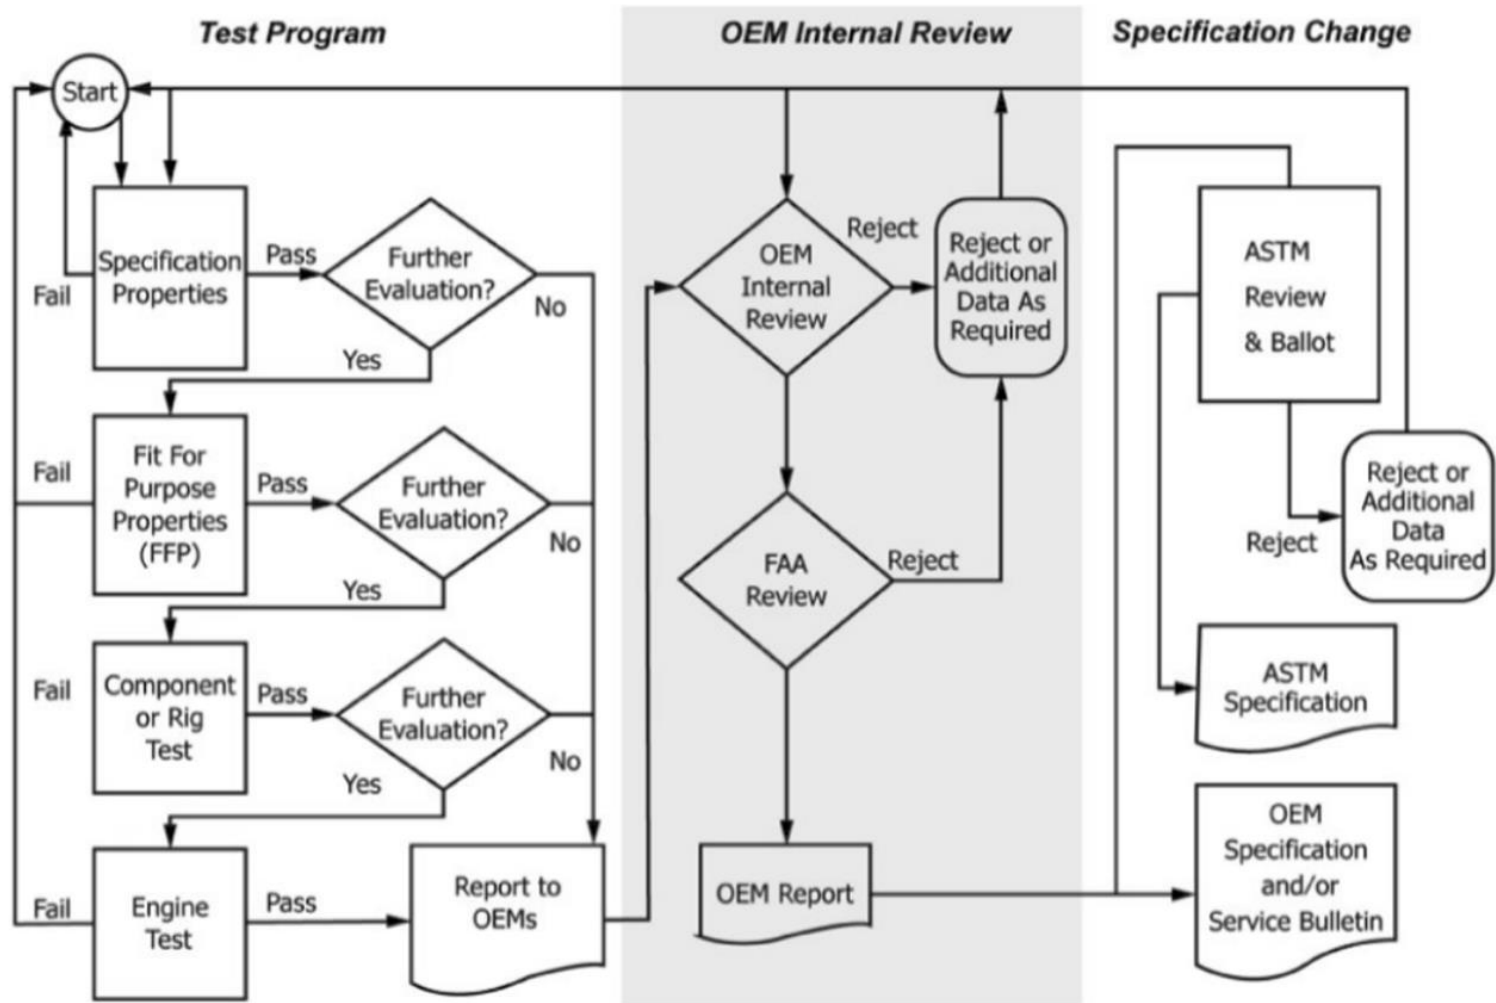 Test Program
OEM Internal Review
Specification Change
Start
Specification
Properties
Pass
Fail
Further
Evaluation?
No
Yes
Fit For
Purpose
Properties
(FFP)
Fail
Pass
Further
Evaluation?
No
Yes
Component
or Rig
Test
Fail
Pass
Further
Evaluation?
No
Yes
Engine
Test
Fail
Pass
Report to
OEMs
OEM
Internal
Review
Reject
Reject or
Additional
Data As
Required
FAA
Review
Reject
OEM Report
ASTM
Review
& Ballot
Reject
Reject or
Additional
Data
As Required
ASTM
Specification
OEM
Specification
and/or
Service Bulletin